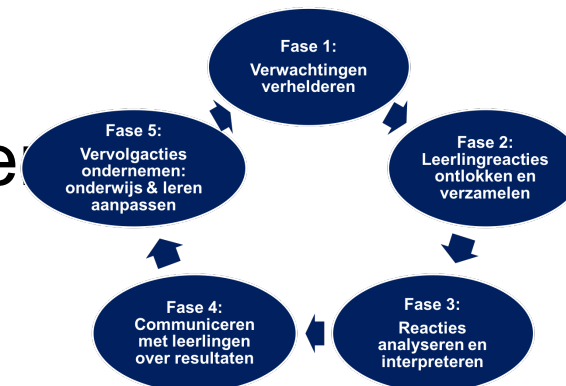 Fase 1:
Verwachtingen
verhelderen
Fase 2:
Leerlingreacties
ontlokken en
verzamelen
Fase 3:
Reacties
analyseren en
interpreteren
Fase 4:
Communiceren
met leerlingen
over resultaten
Fase 5:
Vervolgacties
ondernemen:
onderwijs & leren
aanpassen